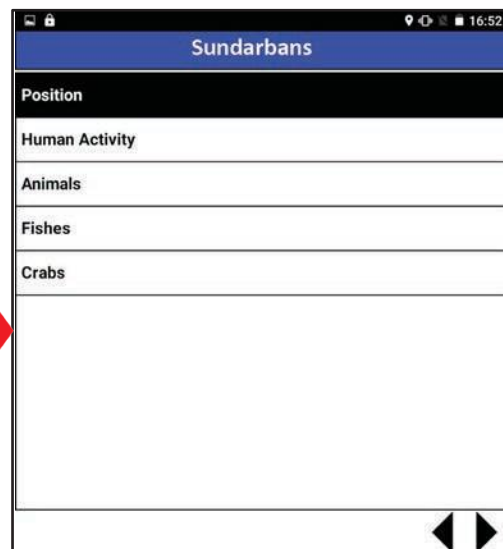 16:52
Sundarbans
Position
Human Activity
Animals
Fishes
Crabs